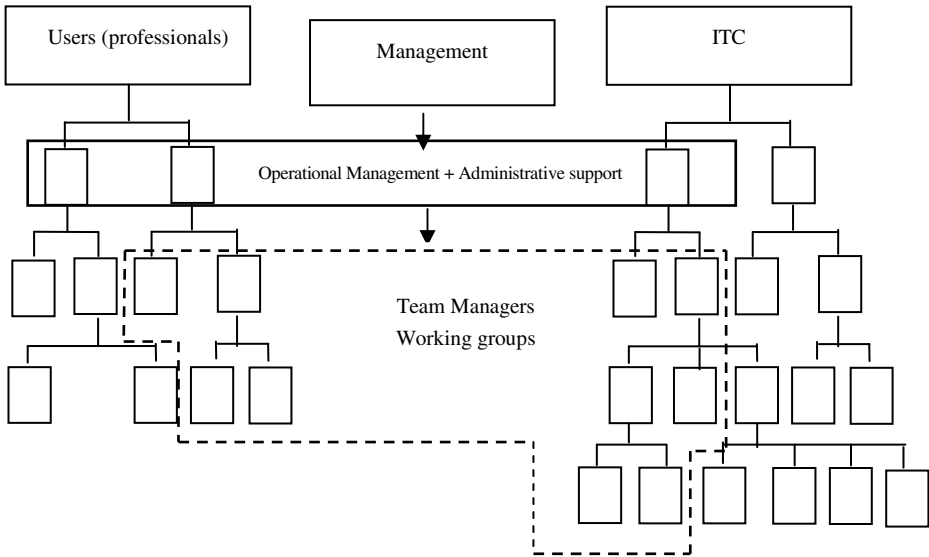 Users (professionals)
Management
ITC
Operational Management + Administrative support
Team Managers
Working groups